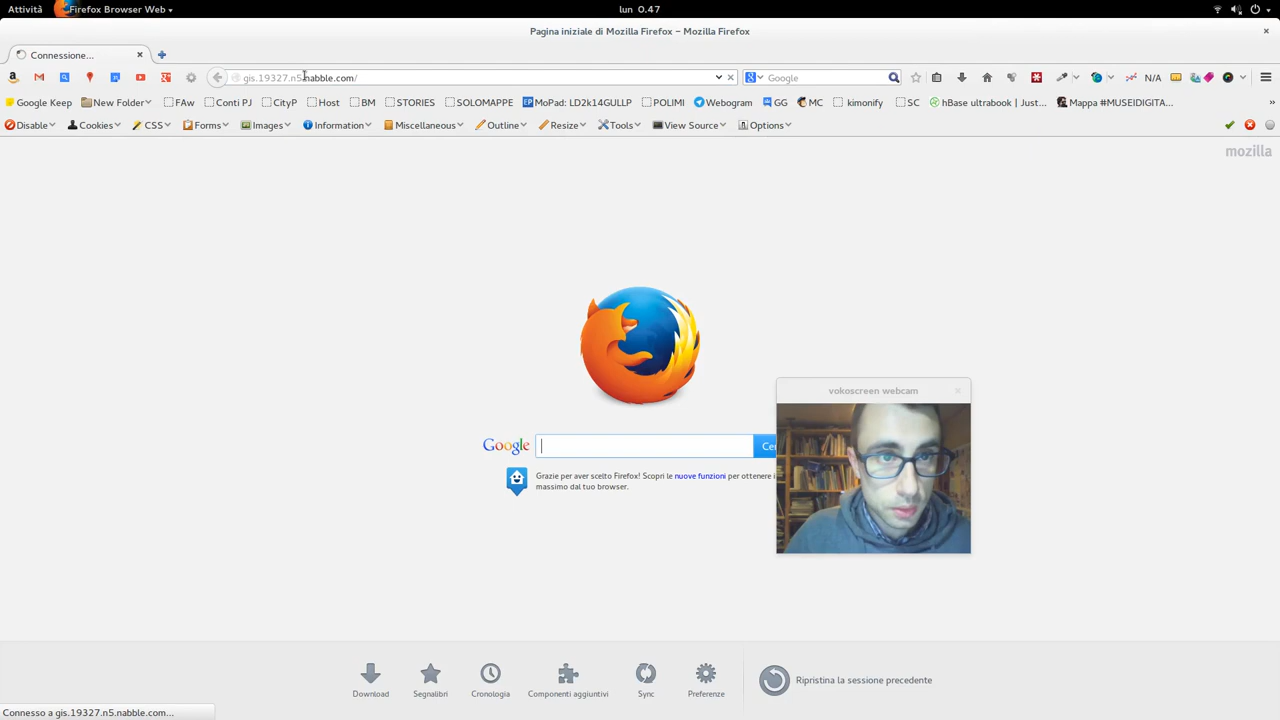 Attività Firefox Browser Web lun 0.47
Pagina iniziale di Mozilla Firefox – Mozilla Firefox
Connessione...
gis.19327.n5.nabble.com/ Google N/A
Google Keep New Folder FAw Conti PJ CityP Host BM STORIES SOLOMAPPE MoPad: LD2k14GULLP POLIMI Webogram GG MC kimonify SC hBase ultrabook | Just... Mappa #MUSEIDIGITA... »
Disable Cookies CSS Forms Images Information Miscellaneous Outline Resize Tools View Source Options
mozilla
vokoscreen webcam
Google Cer
Grazie per aver scelto Firefox! Scopri le nuove funzioni per ottenere i
massimo dal tuo browser.
Download Segnalibri Cronologia Componenti aggiuntivi Sync Preferenze Ripristina la sessione precedente
Connesso a gis.19327.n5.nabble.com...